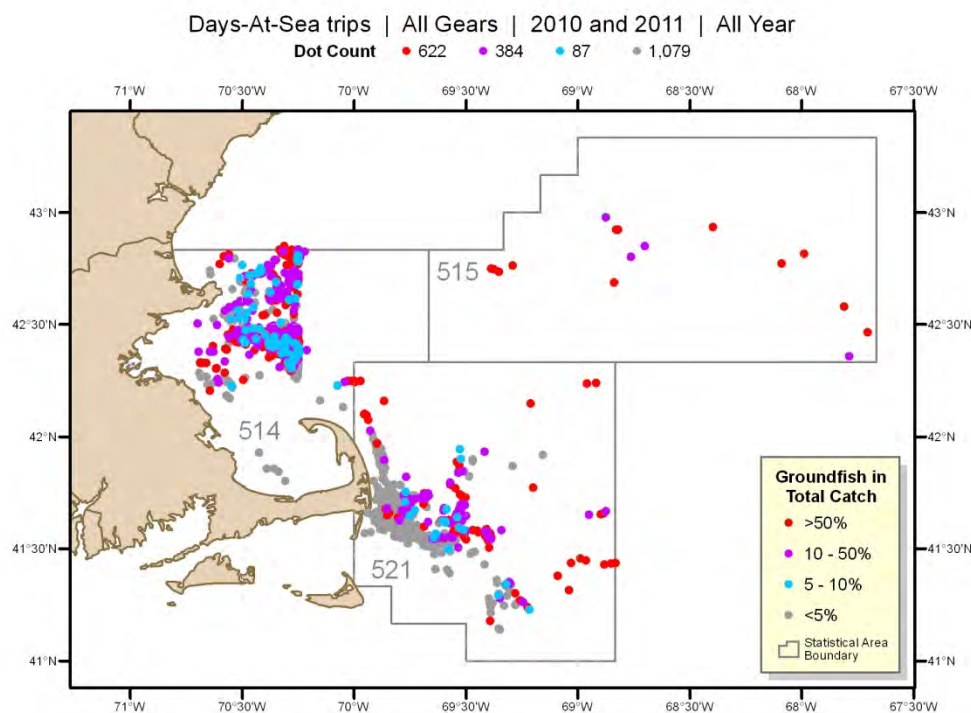 Days-At-Sea trips | All Gears | 2010 and 2011 | All Year
Dot Count 622 384 87 1,079
71°W 70°30'W 70°W 69°30'W 69°W 68°30'W 68°W 67°30'W
43°N 43°N
515
42°30'N 42°30'N
514
42°N 42°N
Groundfish in
Total Catch
>50%
10 - 50%
41°30'N 41°30'N
521
5 - 10%
<5%
Statistical Area
Boundary
41°N 41°N
71°W 70°30'W 70°W 69°30'W 69°W 68°30'W 68°W 67°30'W